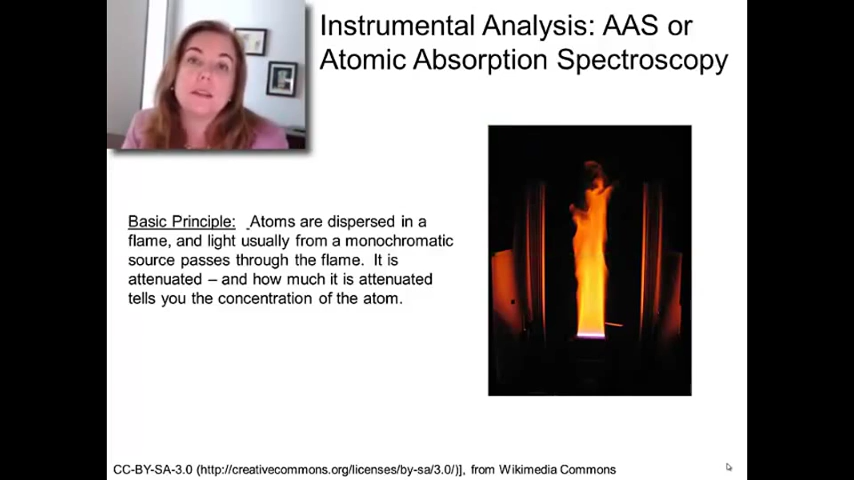 Instrumental Analysis: AAS or
Atomic Absorption Spectroscopy
Basic Principle: Atoms are dispersed in a
flame, and light usually from a monochromatic
source passes through the flame. It is
attenuated – and how much it is attenuated
tells you the concentration of the atom.
CC-BY-SA-3.0 (http://creativecommons.org/licenses/by-sa/3.0/)], from Wikimedia Commons